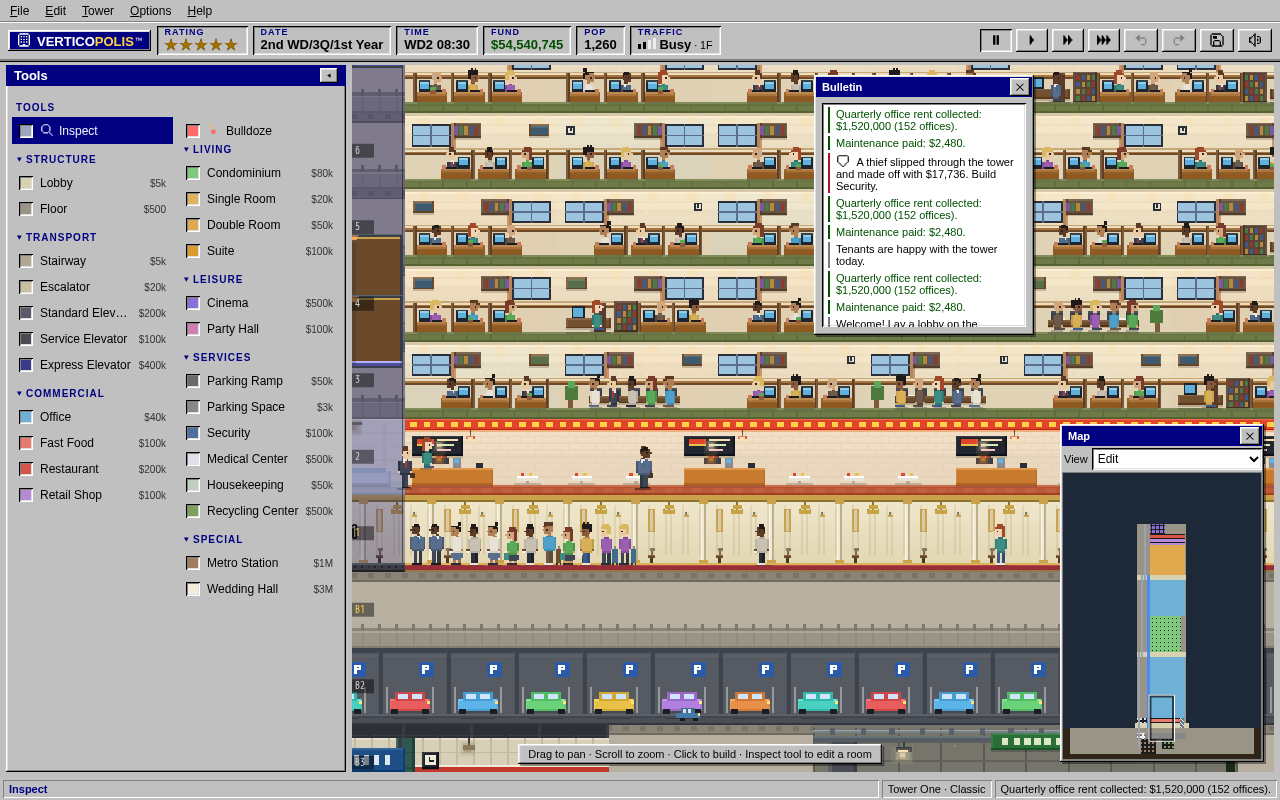 File Edit Tower Options Help
VERTICOPOLIS™
RATING
DATE
2nd WD/3Q/1st Year
TIME
WD2 08:30
FUND
$54,540,745
POP
1,260
TRAFFIC
Busy · 1F
Tools
TOOLS
Inspect
Bulldoze
STRUCTURE
Lobby $5k
Floor $500
TRANSPORT
Stairway $5k
Escalator $20k
Standard Elev… $200k
Service Elevator $100k
Express Elevator $400k
COMMERCIAL
Office $40k
Fast Food $100k
Restaurant $200k
Retail Shop $100k
LIVING
Condominium $80k
Single Room $20k
Double Room $50k
Suite $100k
LEISURE
Cinema $500k
Party Hall $100k
SERVICES
Parking Ramp $50k
Parking Space $3k
Security $100k
Medical Center $500k
Housekeeping $50k
Recycling Center $500k
SPECIAL
Metro Station $1M
Wedding Hall $3M
6
5
4
3
2
B1
B2
B3
P P P P P P P P P P P
Bulletin
Quarterly office rent collected:
$1,520,000 (152 offices).
Maintenance paid: $2,480.
A thief slipped through the tower
and made off with $17,736. Build
Security.
Quarterly office rent collected:
$1,520,000 (152 offices).
Maintenance paid: $2,480.
Tenants are happy with the tower
today.
Quarterly office rent collected:
$1,520,000 (152 offices).
Maintenance paid: $2,480.
Welcome! Lay a lobby on the
Map
View Edit
Drag to pan · Scroll to zoom · Click to build · Inspect tool to edit a room
Inspect
Tower One · Classic
Quarterly office rent collected: $1,520,000 (152 offices).